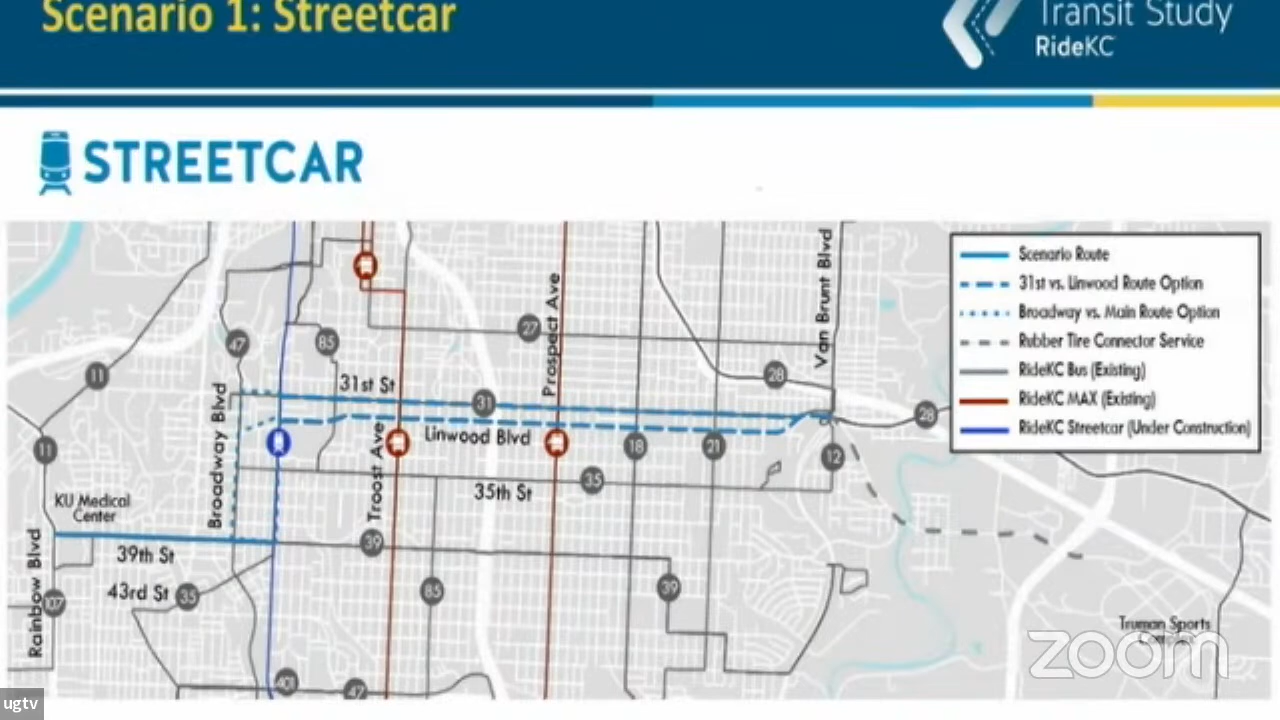 Scenario 1: Streetcar
Transit Study
RideKC
STREETCAR
Scenario Route
31st vs. Linwood Route Option
Broadway vs. Main Route Option
Rubber Tire Connector Service
RideKC Bus (Existing)
RideKC MAX (Existing)
RideKC Streetcar (Under Construction)
Van Brunt Blvd
Prospect Ave
27
47
85
11
28
31st St
31
28
Broadway Blvd
Linwood Blvd
Troost Ave
11
18
21
12
35th St
35
KU Medical
Center
39th St
39
Rainbow Blvd
43rd St
35
107
85
39
Truman Sports
401
47
zoom
ugtv